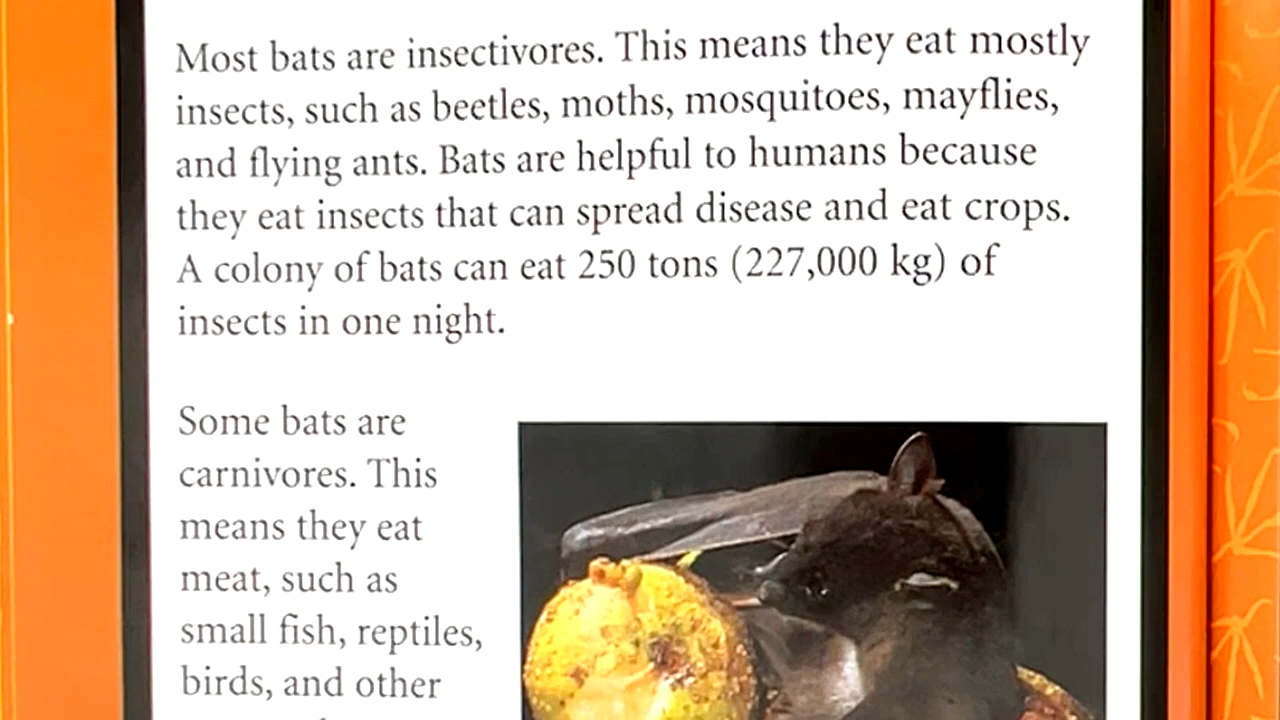 Most bats are insectivores. This means they eat mostly
insects, such as beetles, moths, mosquitoes, mayflies,
and flying ants. Bats are helpful to humans because
they eat insects that can spread disease and eat crops.
A colony of bats can eat 250 tons (227,000 kg) of
insects in one night.
Some bats are
carnivores. This
means they eat
meat, such as
small fish, reptiles,
birds, and other